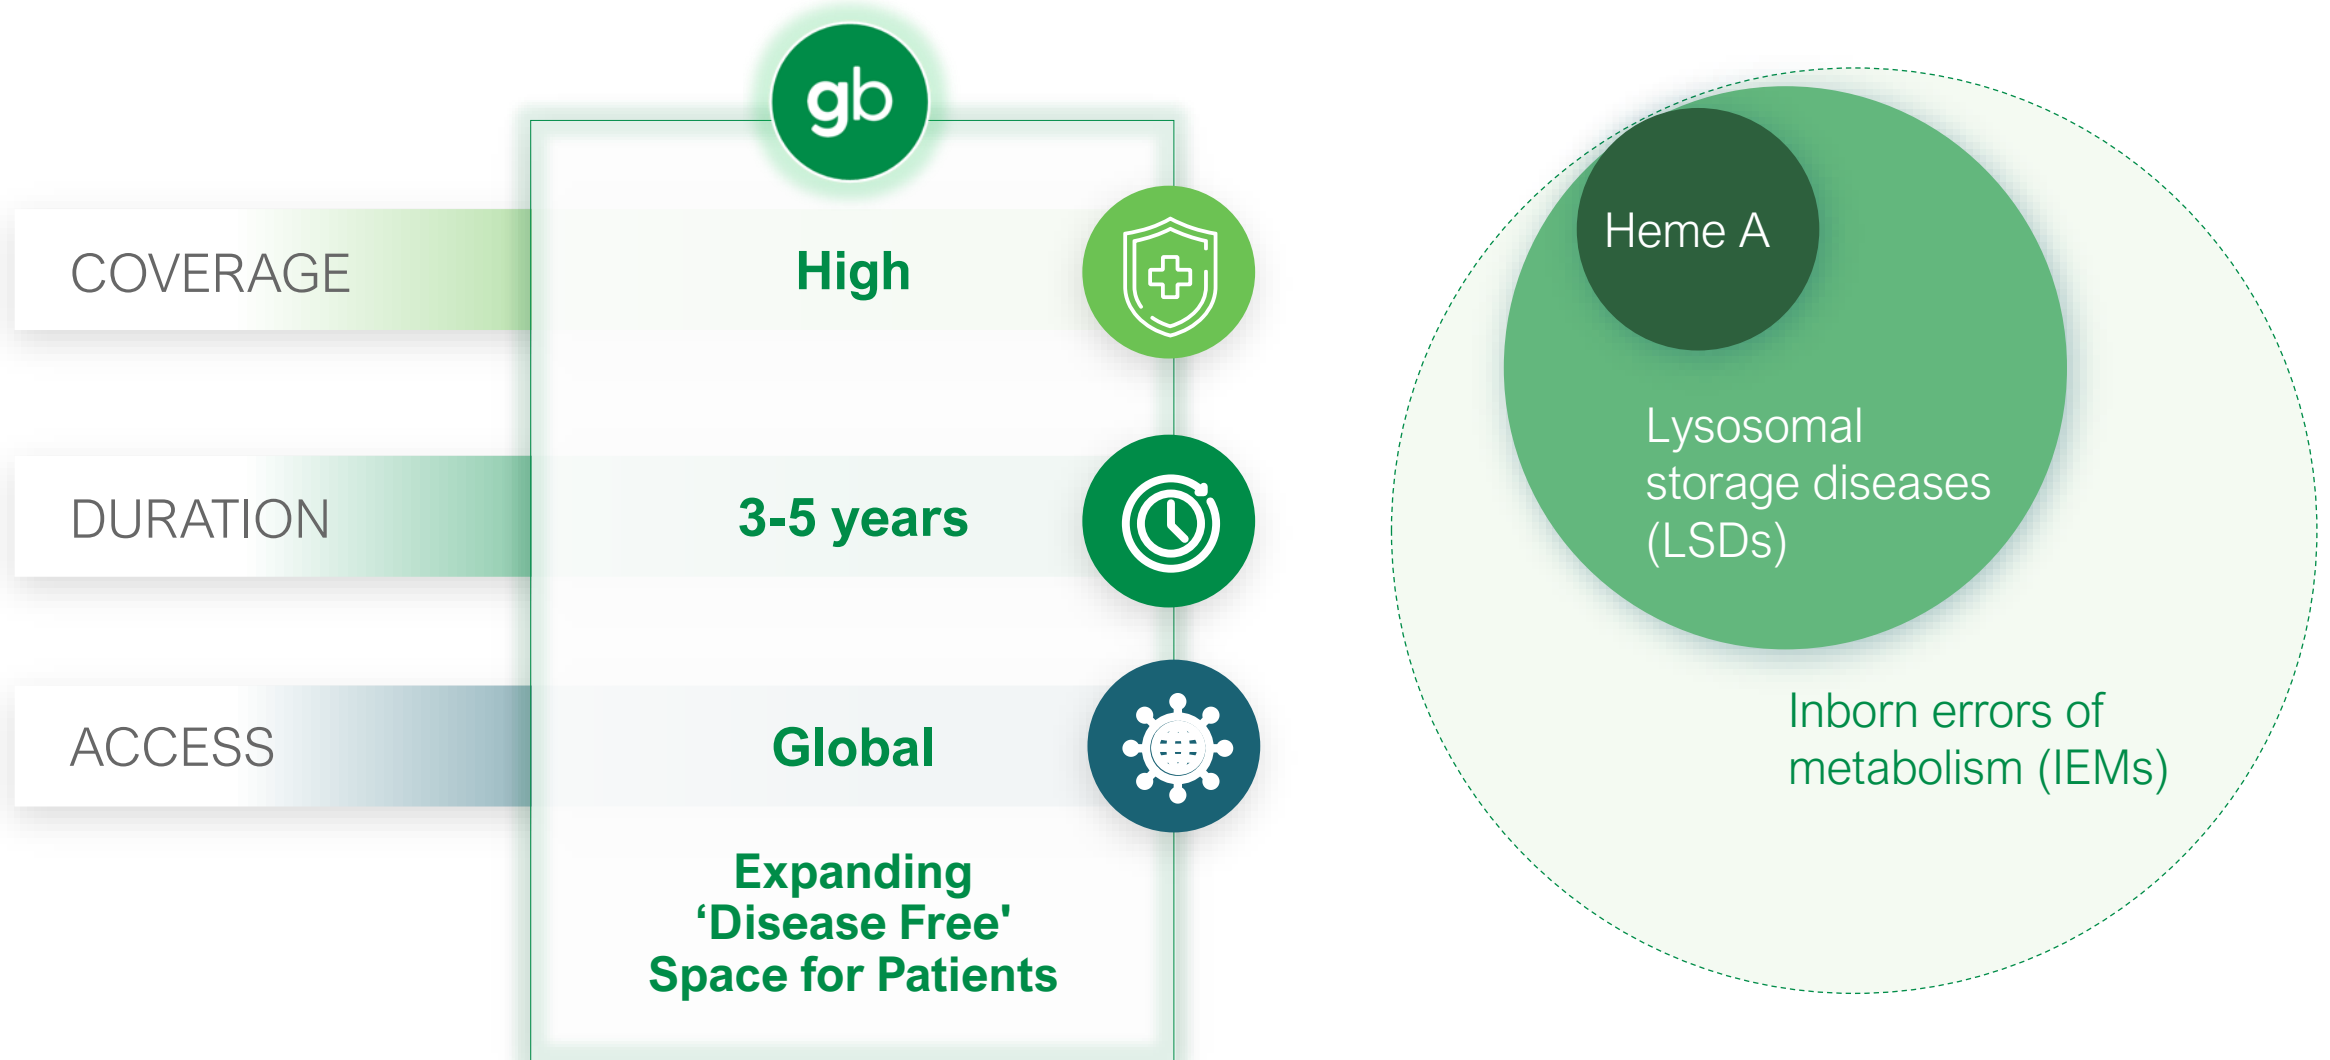 gb
COVERAGE
High
DURATION
3-5 years
ACCESS
Global
Expanding
‘Disease Free'
Space for Patients
Heme A
Lysosomal
storage diseases
(LSDs)
Inborn errors of
metabolism (IEMs)